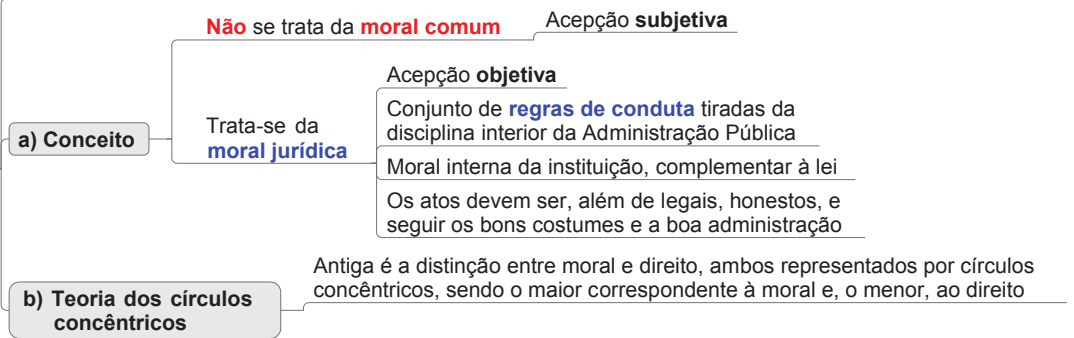 a) Conceito
Não se trata da moral comum
Acepção subjetiva
Trata-se da
moral jurídica
Acepção objetiva
Conjunto de regras de conduta tiradas da
disciplina interior da Administração Pública
Moral interna da instituição, complementar à lei
Os atos devem ser, além de legais, honestos, e
seguir os bons costumes e a boa administração
b) Teoria dos círculos
concêntricos
Antiga é a distinção entre moral e direito, ambos representados por círculos
concêntricos, sendo o maior correspondente à moral e, o menor, ao direito